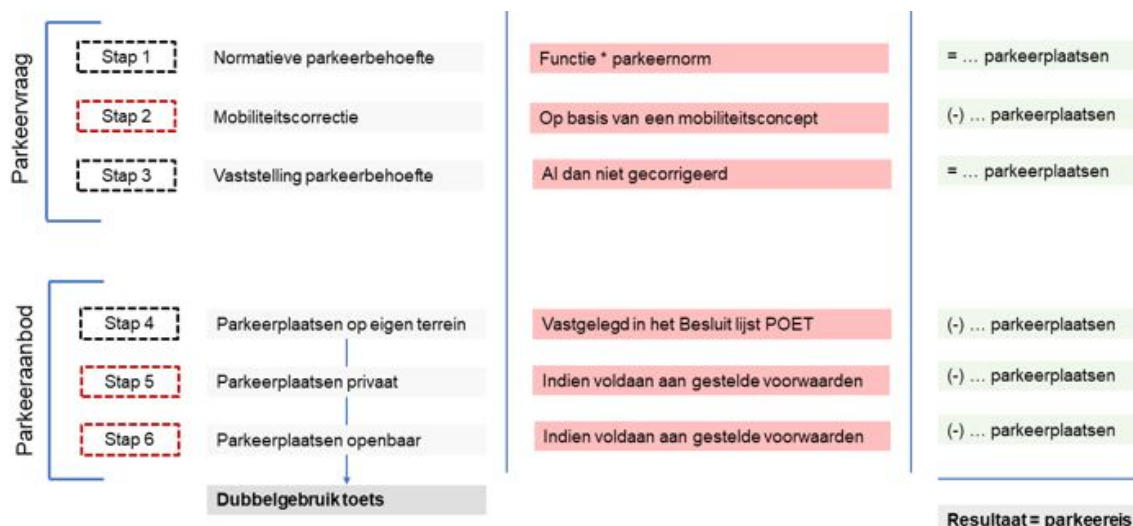 Parkeervraag
Stap 1 Normatieve parkeerbehoefte Functie * parkeernorm = ... parkeerplaatsen
Stap 2 Mobiliteitscorrectie Op basis van een mobiliteitsconcept (-) ... parkeerplaatsen
Stap 3 Vaststelling parkeerbehoefte Al dan niet gecorrigeerd = ... parkeerplaatsen
Parkeeraanbod
Stap 4 Parkeerplaatsen op eigen terrein Vastgelegd in het Besluit lijst POET (-) ... parkeerplaatsen
Stap 5 Parkeerplaatsen privaat Indien voldaan aan gestelde voorwaarden (-) ... parkeerplaatsen
Stap 6 Parkeerplaatsen openbaar Indien voldaan aan gestelde voorwaarden (-) ... parkeerplaatsen
Dubbelgebruik toets
Resultaat = parkeereis